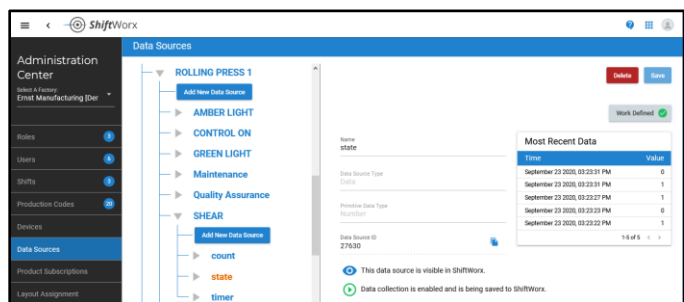 ShiftWorx
Administration
Center
Select A Factory:
Ernst Manufacturing [Der
Roles 3
Users 6
Shifts 3
Production Codes 20
Devices
Data Sources
Product Subscriptions
Layout Assignment
Data Sources
ROLLING PRESS 1
Add New Data Source
AMBER LIGHT
CONTROL ON
GREEN LIGHT
Maintenance
Quality Assurance
SHEAR
Add New Data Source
count
state
timer
Delete Save
Work Defined
Name
state
Data Source Type
Data
Primitive Data Type
Number
Data Source ID
27630
This data source is visible in ShiftWorx.
Data collection is enabled and is being saved to ShiftWorx.
Most Recent Data
Time Value
September 23 2020, 03:23:31 PM 0
September 23 2020, 03:23:31 PM 1
September 23 2020, 03:23:27 PM 1
September 23 2020, 03:23:23 PM 0
September 23 2020, 03:23:22 PM 1
1-5 of 5 < >